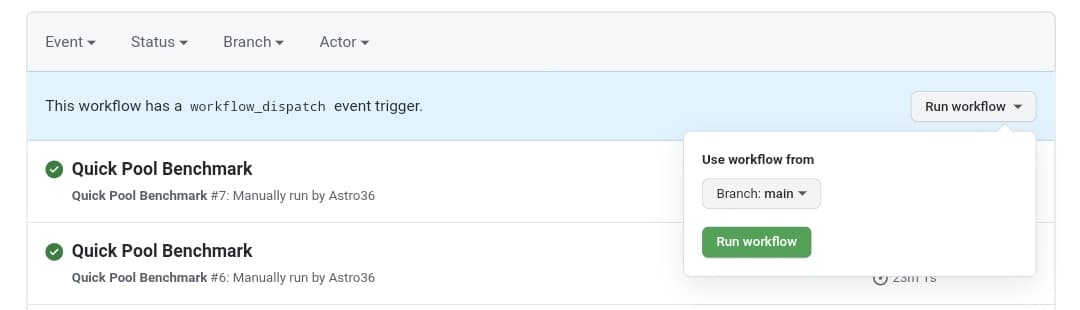 Event Status Branch Actor
This workflow has a workflow_dispatch event trigger.
Run workflow
Quick Pool Benchmark
Quick Pool Benchmark #7: Manually run by Astro36
Use workflow from
Branch: main
Run workflow
Quick Pool Benchmark
Quick Pool Benchmark #6: Manually run by Astro36
23m 1s